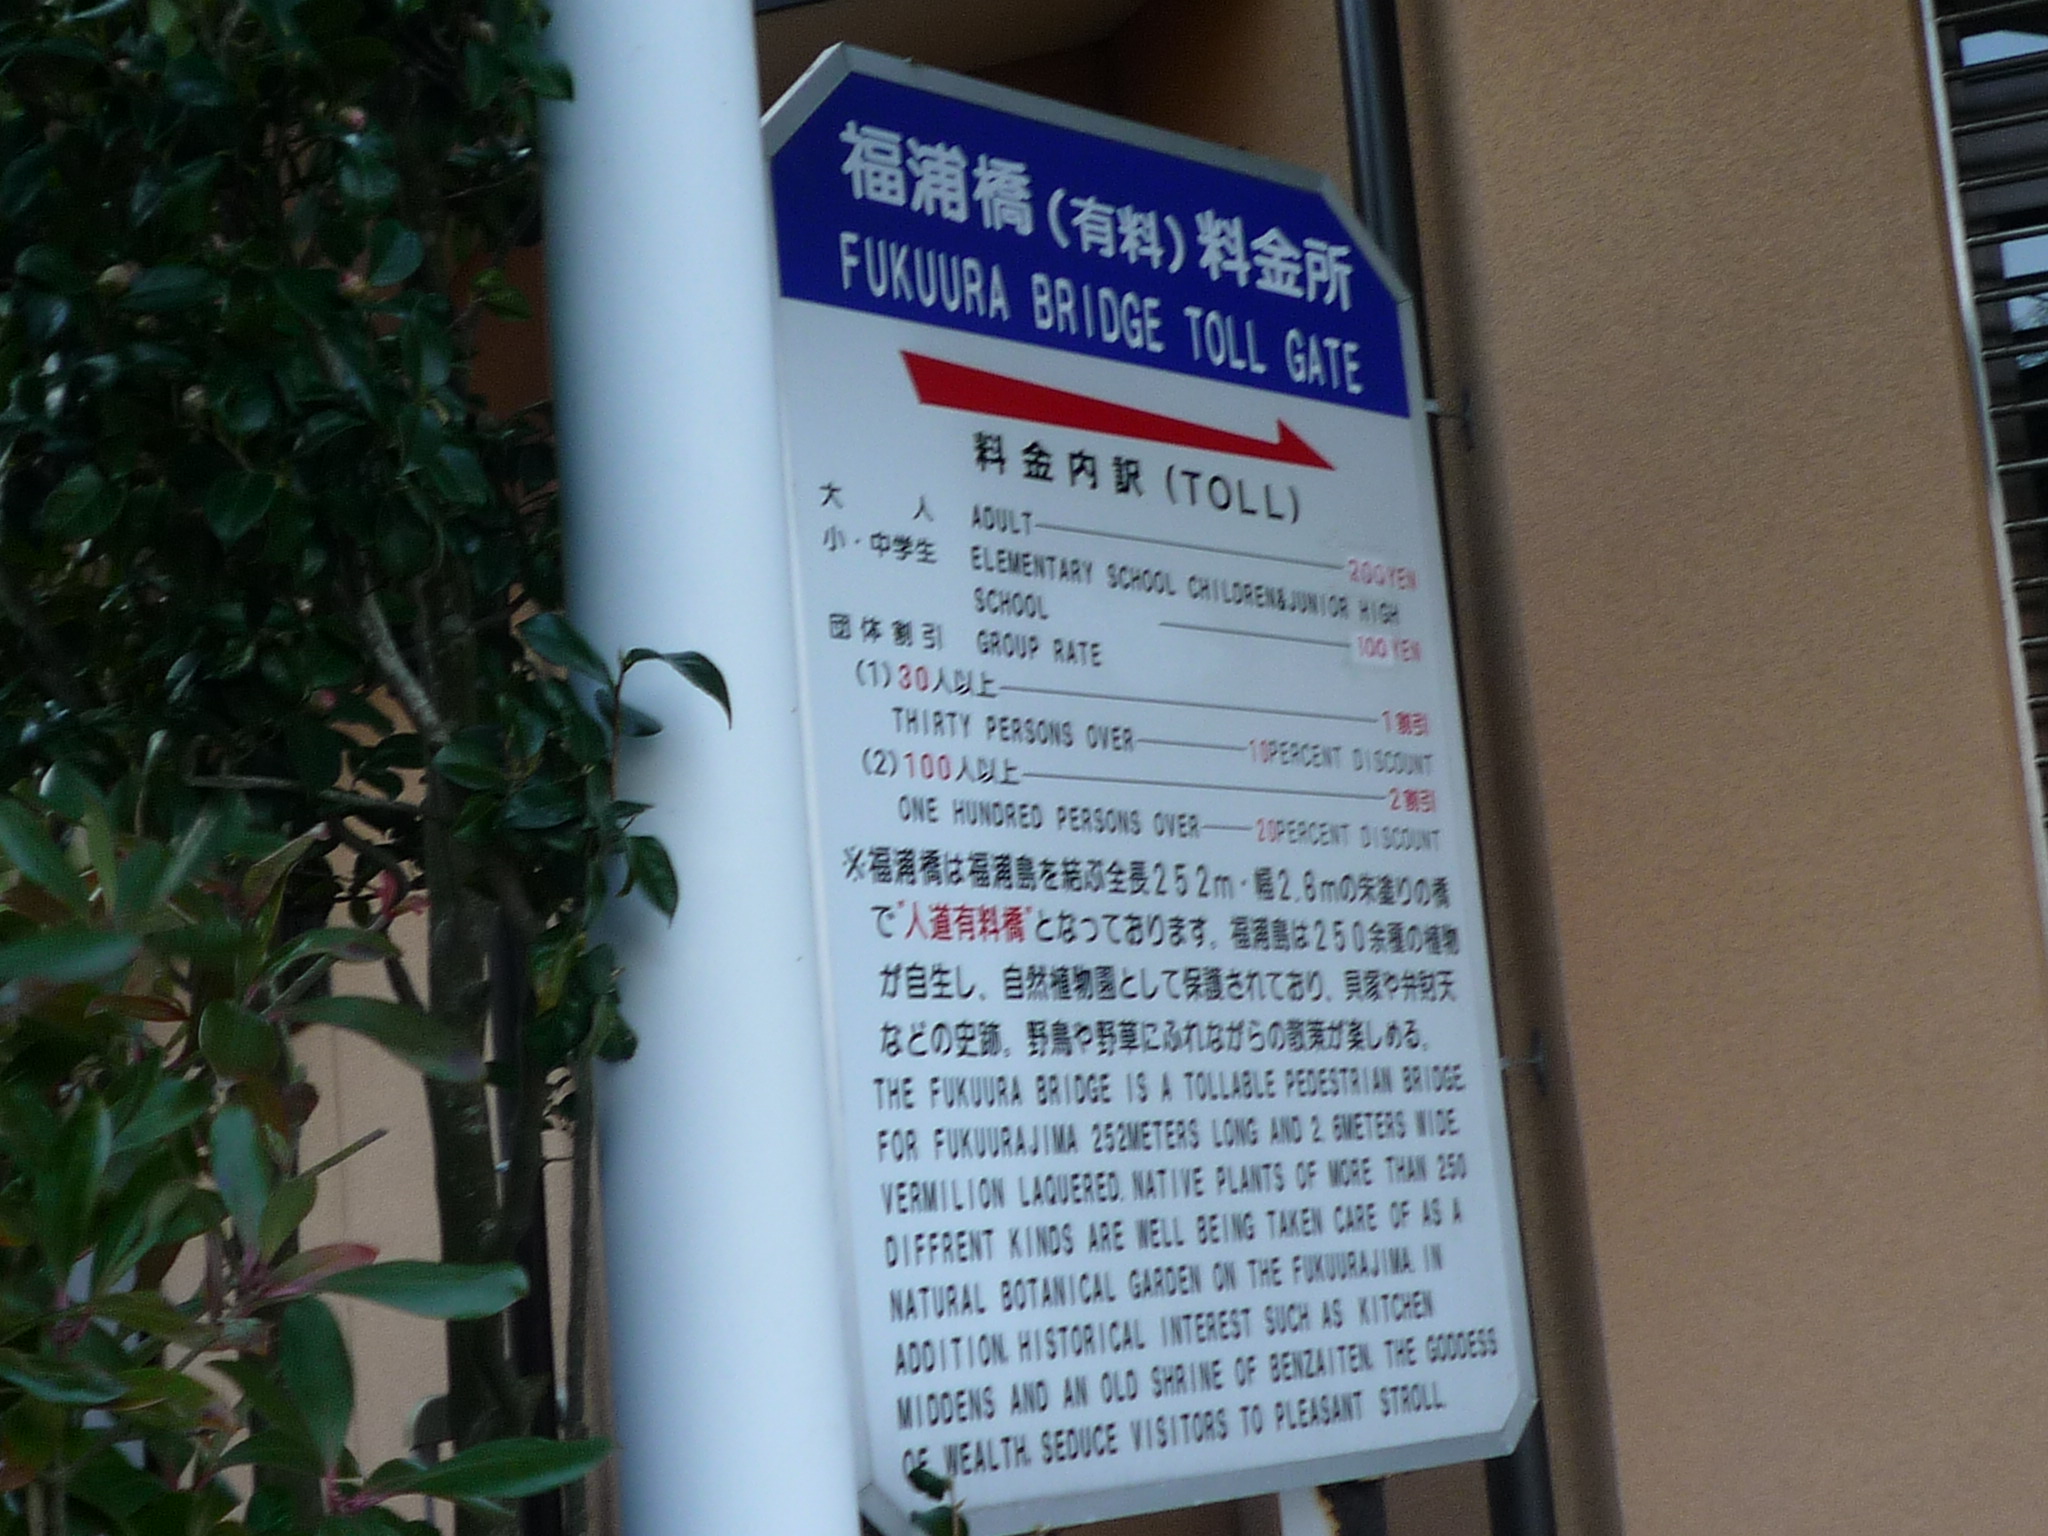 福浦橋(有料)料金所
FUKUURA BRIDGE TOLL GATE
料金内訳(TOLL)
大人 ADULT 200YEN
小・中学生 ELEMENTARY SCHOOL CHILDREN&JUNIOR HIGH
SCHOOL 100YEN
団体割引 GROUP RATE
(1)30人以上 1割引
THIRTY PERSONS OVER 10PERCENT DISCOUNT
(2)100人以上 2割引
ONE HUNDRED PERSONS OVER 20PERCENT DISCOUNT
※福浦橋は福浦島を結ぶ全長252m・幅2.6mの朱塗りの橋
で"人道有料橋"となっております。福浦島は250余種の植物
が自生し、自然植物園として保護されており、貝塚や弁財天
などの史跡。野鳥や野草にふれながらの散策が楽しめる。
THE FUKUURA BRIDGE IS A TOLLABLE PEDESTRIAN BRIDGE.
FOR FUKUURAJIMA 252METERS LONG AND 2.6METERS WIDE.
VERMILION LAQUERED. NATIVE PLANTS OF MORE THAN 250
DIFFRENT KINDS ARE WELL BEING TAKEN CARE OF AS A
NATURAL BOTANICAL GARDEN ON THE FUKUURAJIMA. IN
ADDITION. HISTORICAL INTEREST SUCH AS KITCHEN
MIDDENS AND AN OLD SHRINE OF BENZAITEN. THE GODDESS
OF WEALTH. SEDUCE VISITORS TO PLEASANT STROLL.